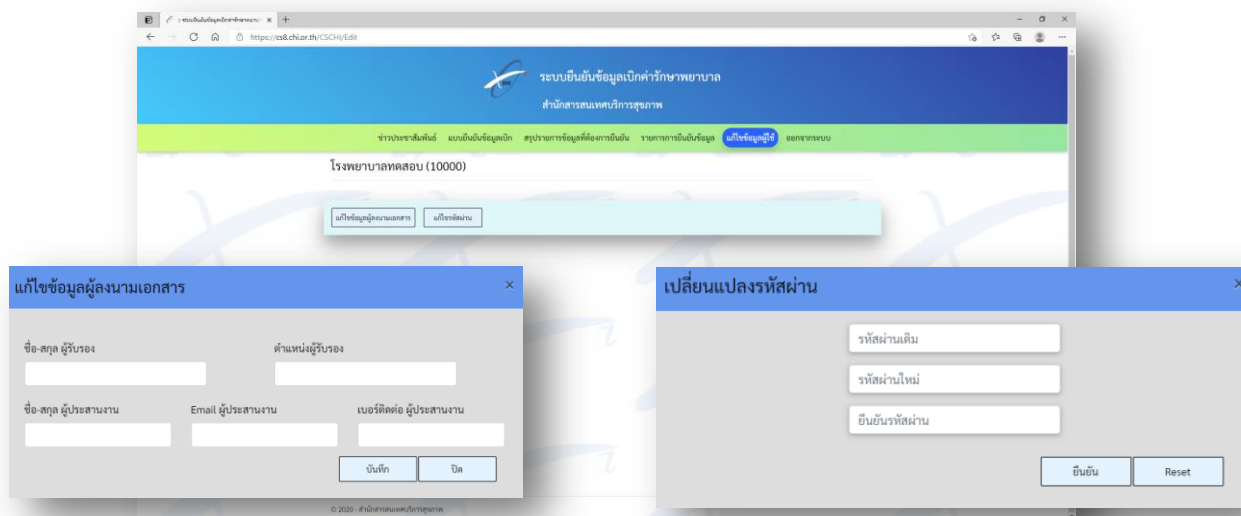 https://cs8.chi.or.th/CSCHI/Edit
ระบบยืนยันข้อมูลเบิกค่ารักษาพยาบาล
สำนักสารสนเทศบริการสุขภาพ
ข่าวประชาสัมพันธ์ แบบยืนยันข้อมูลเบิก สรุปรายการข้อมูลที่ต้องการยืนยัน รายการการยืนยันข้อมูล แก้ไขข้อมูลผู้ใช้ ออกจากระบบ
โรงพยาบาลทดสอบ (10000)
แก้ไขข้อมูลผู้ลงนามเอกสาร แก้ไขรหัสผ่าน
แก้ไขข้อมูลผู้ลงนามเอกสาร ×
ชื่อ-สกุล ผู้รับรอง ตำแหน่งผู้รับรอง
ชื่อ-สกุล ผู้ประสานงาน Email ผู้ประสานงาน เบอร์ติดต่อ ผู้ประสานงาน
บันทึก ปิด
เปลี่ยนแปลงรหัสผ่าน ×
รหัสผ่านเดิม
รหัสผ่านใหม่
ยืนยันรหัสผ่าน
ยืนยัน Reset
© 2020 - สำนักสารสนเทศบริการสุขภาพ